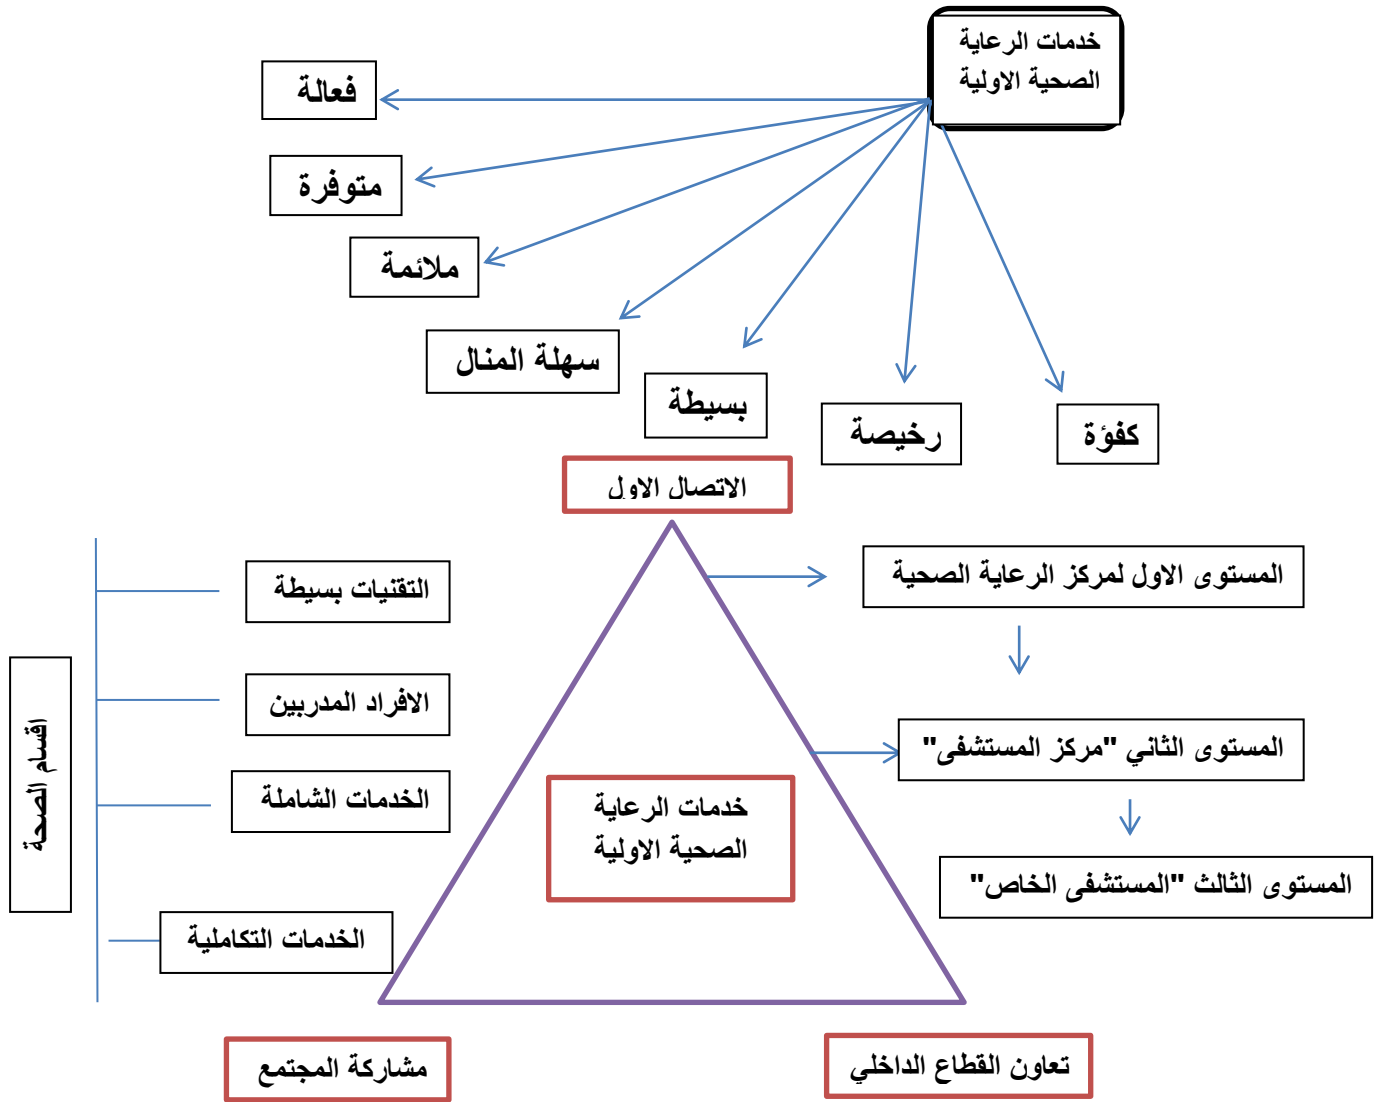 خدمات الرعاية
الصحية الاولية
فعالة
متوفرة
ملائمة
سهلة المنال
بسيطة
رخيصة
كفؤة
الاتصال الاول
المستوى الاول لمركز الرعاية الصحية
المستوى الثاني "مركز المستشفى"
المستوى الثالث "المستشفى الخاص"
خدمات الرعاية
الصحية الاولية
التقنيات بسيطة
الافراد المدربين
الخدمات الشاملة
الخدمات التكاملية
اقسام الصحة
تعاون القطاع الداخلي
مشاركة المجتمع